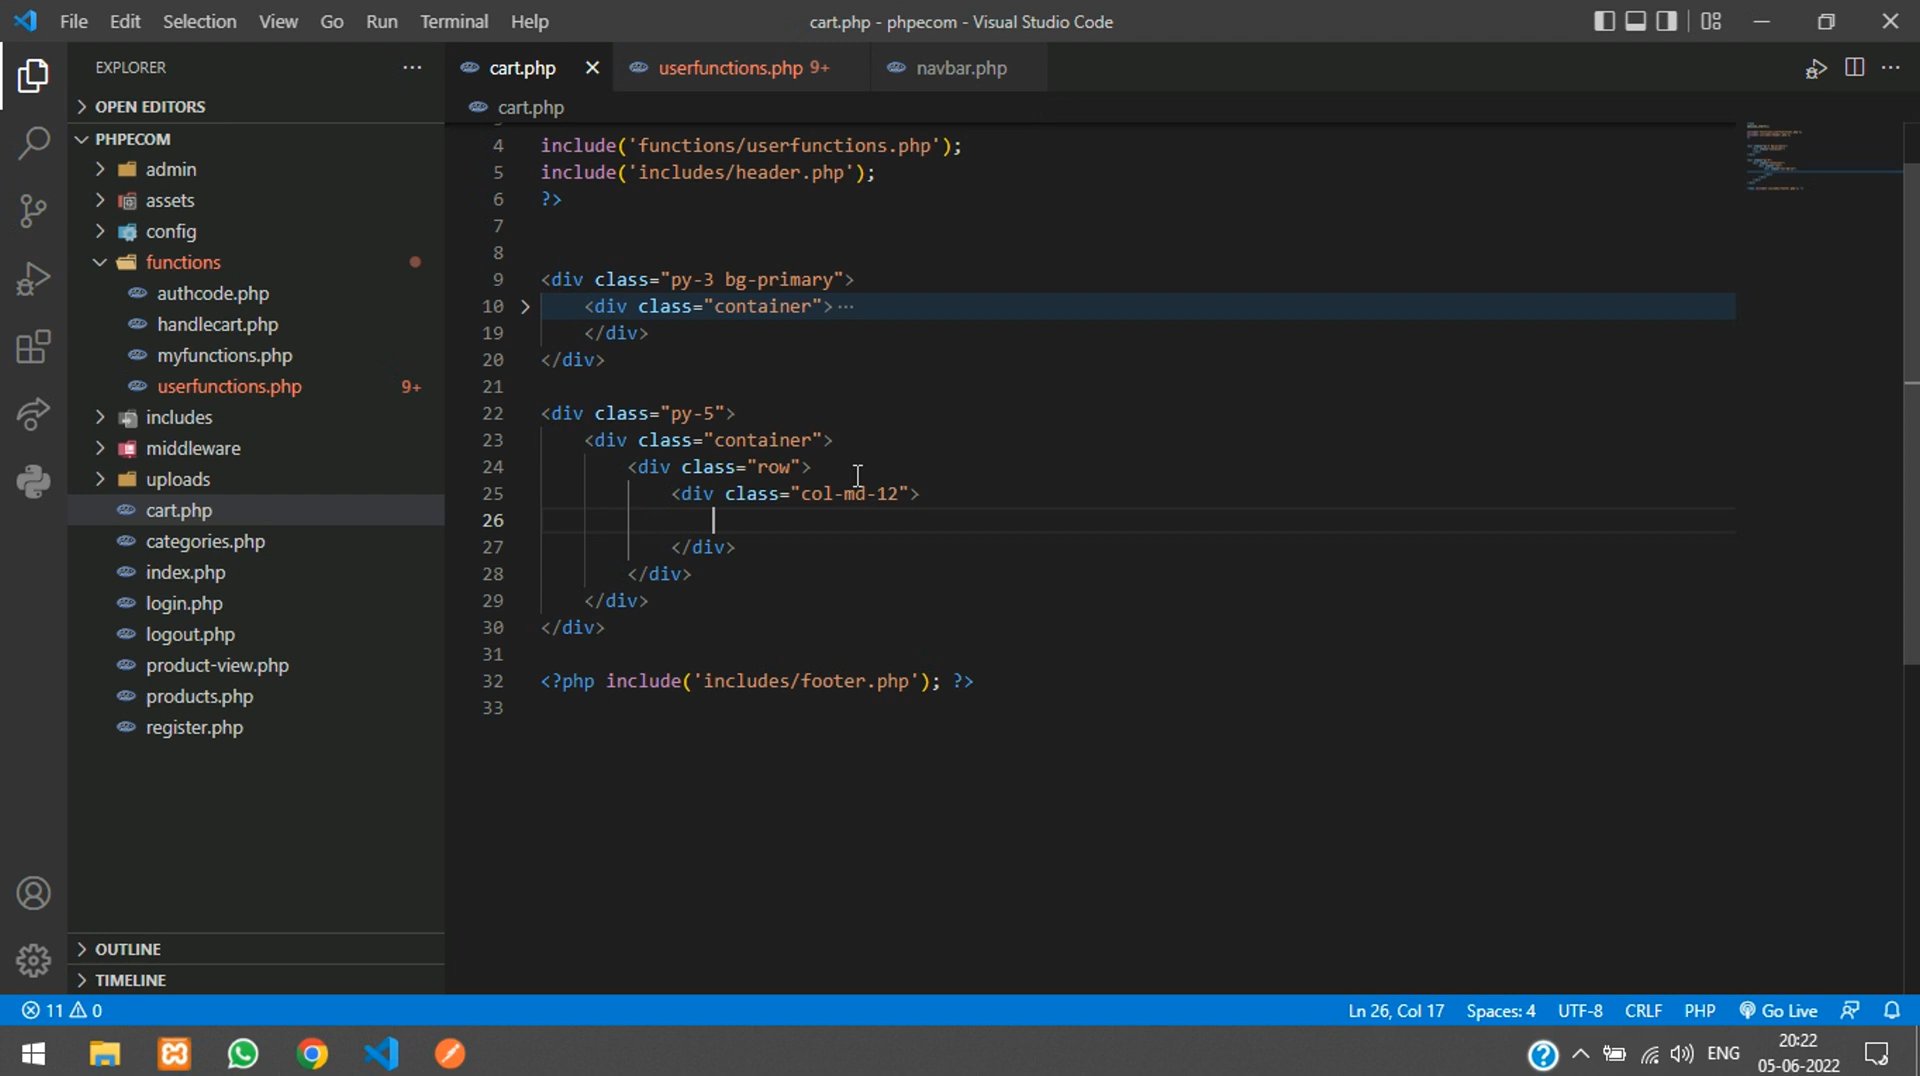 File Edit Selection View Go Run Terminal Help
cart.php - phpecom - Visual Studio Code
EXPLORER
OPEN EDITORS
PHPECOM
admin
assets
config
functions
authcode.php
handlecart.php
myfunctions.php
userfunctions.php 9+
includes
middleware
uploads
cart.php
categories.php
index.php
login.php
logout.php
product-view.php
products.php
register.php
OUTLINE
TIMELINE
cart.php userfunctions.php 9+ navbar.php
cart.php
4 include('functions/userfunctions.php');
5 include('includes/header.php');
6 ?>
7
8
9 <div class="py-3 bg-primary">
10 <div class="container">···
19 </div>
20 </div>
21
22 <div class="py-5">
23 <div class="container">
24 <div class="row">
25 <div class="col-md-12">
26
27 </div>
28 </div>
29 </div>
30 </div>
31
32 <?php include('includes/footer.php'); ?>
33
11 0 Ln 26, Col 17 Spaces: 4 UTF-8 CRLF PHP Go Live
ENG 20:22
05-06-2022